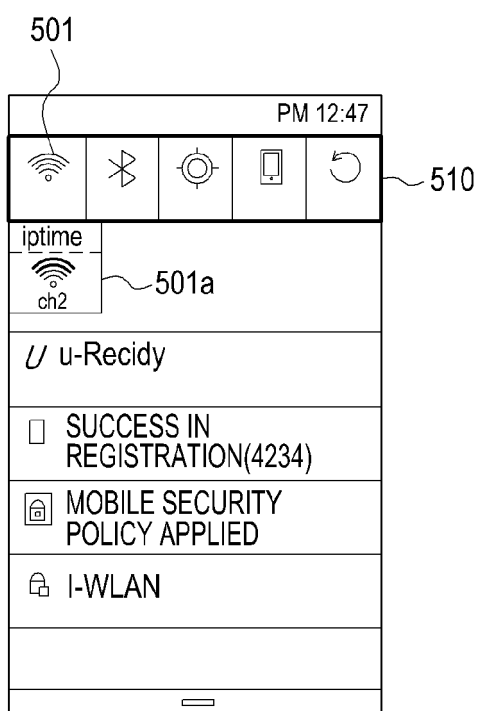 501
PM 12:47
510
iptime
ch2
501a
U u-Recidy
SUCCESS IN
REGISTRATION(4234)
MOBILE SECURITY
POLICY APPLIED
I-WLAN